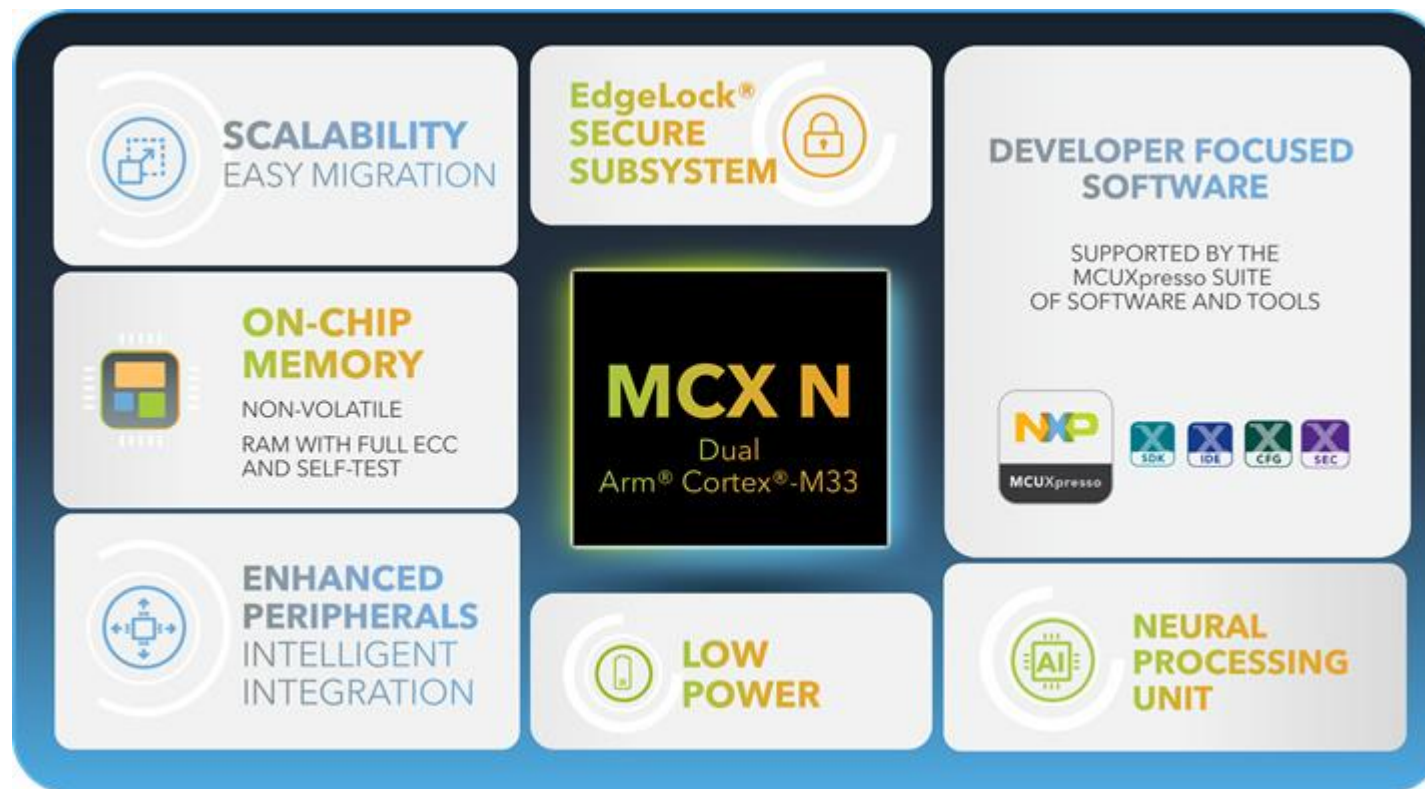 SCALABILITY
EASY MIGRATION
EdgeLock®
SECURE
SUBSYSTEM
DEVELOPER FOCUSED
SOFTWARE
SUPPORTED BY THE
MCUXpresso SUITE
OF SOFTWARE AND TOOLS
NXP
MCUXpresso
X
SDK
X
IDE
X
CFG
X
SEC
ON-CHIP
MEMORY
NON-VOLATILE
RAM WITH FULL ECC
AND SELF-TEST
MCX N
Dual
Arm® Cortex®-M33
ENHANCED
PERIPHERALS
INTELLIGENT
INTEGRATION
LOW
POWER
AI
NEURAL
PROCESSING
UNIT